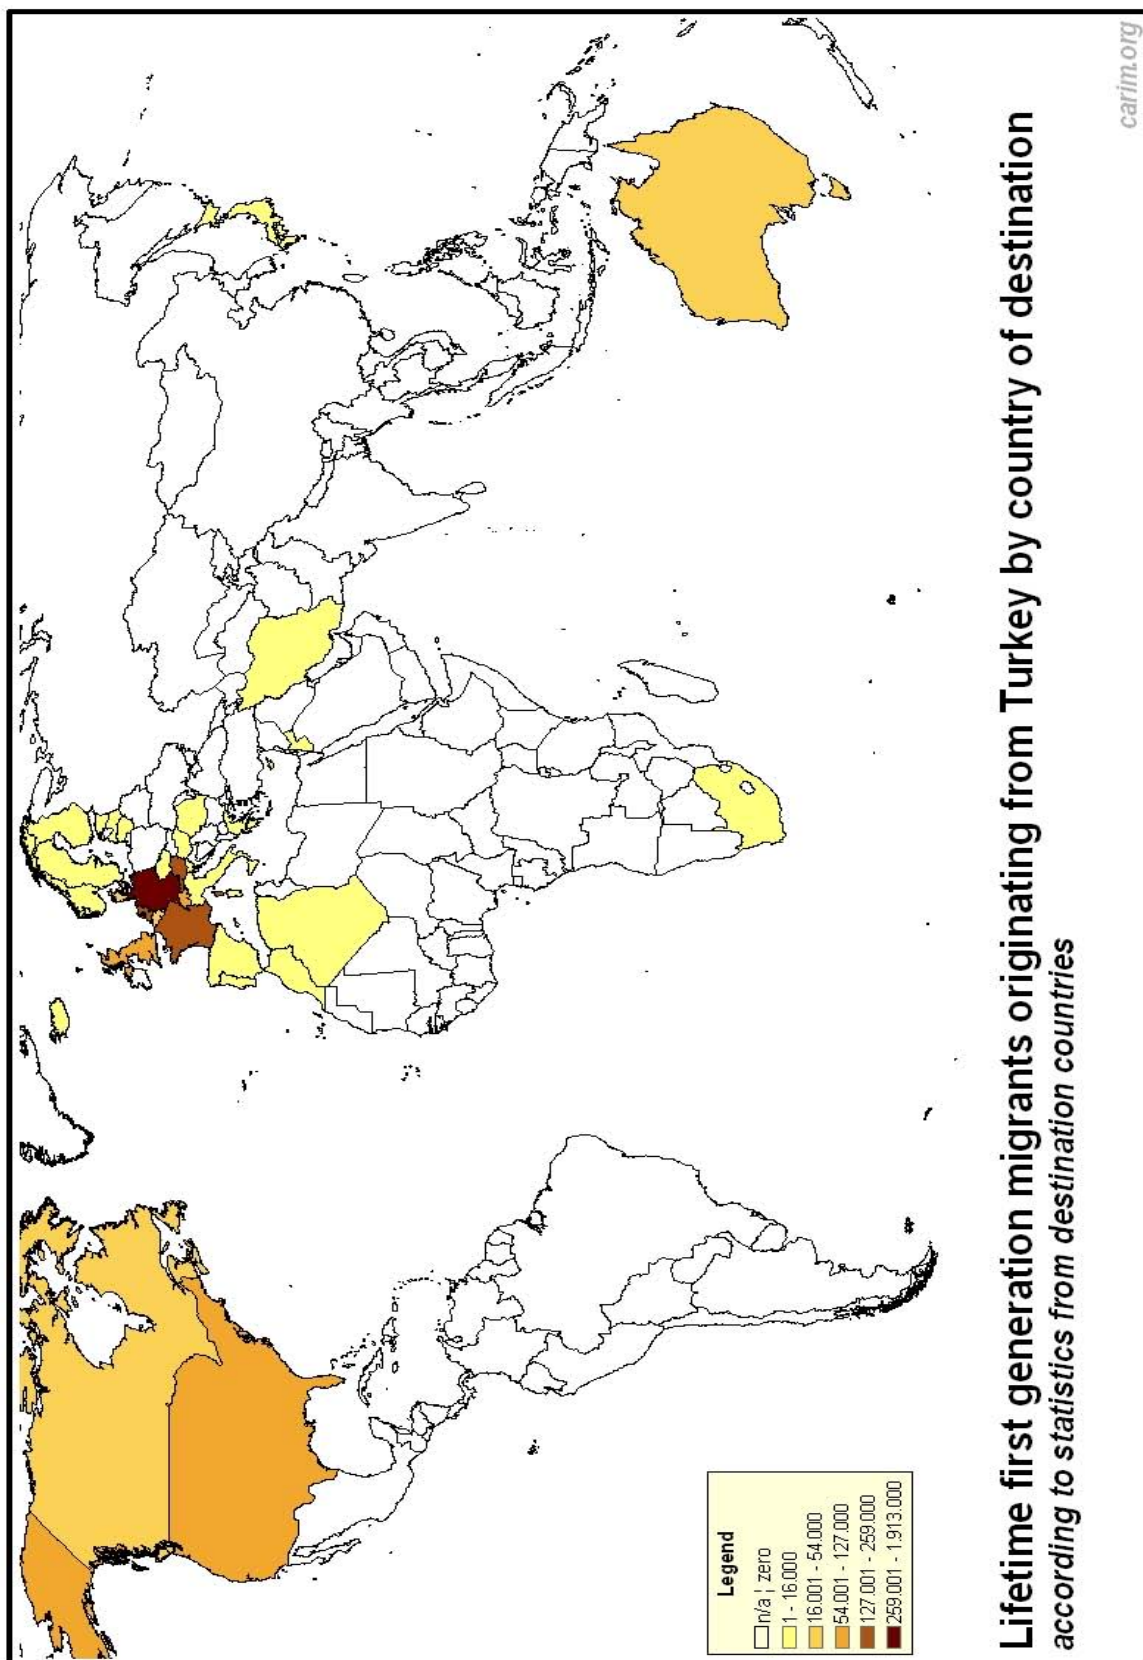 Legend
n/a ¦ zero
1 - 16.000
16.001 - 54.000
54.001 - 127.000
127.001 - 259.000
259.001 - 1.913.000
Lifetime first generation migrants originating from Turkey by country of destination
according to statistics from destination countries
carim.org